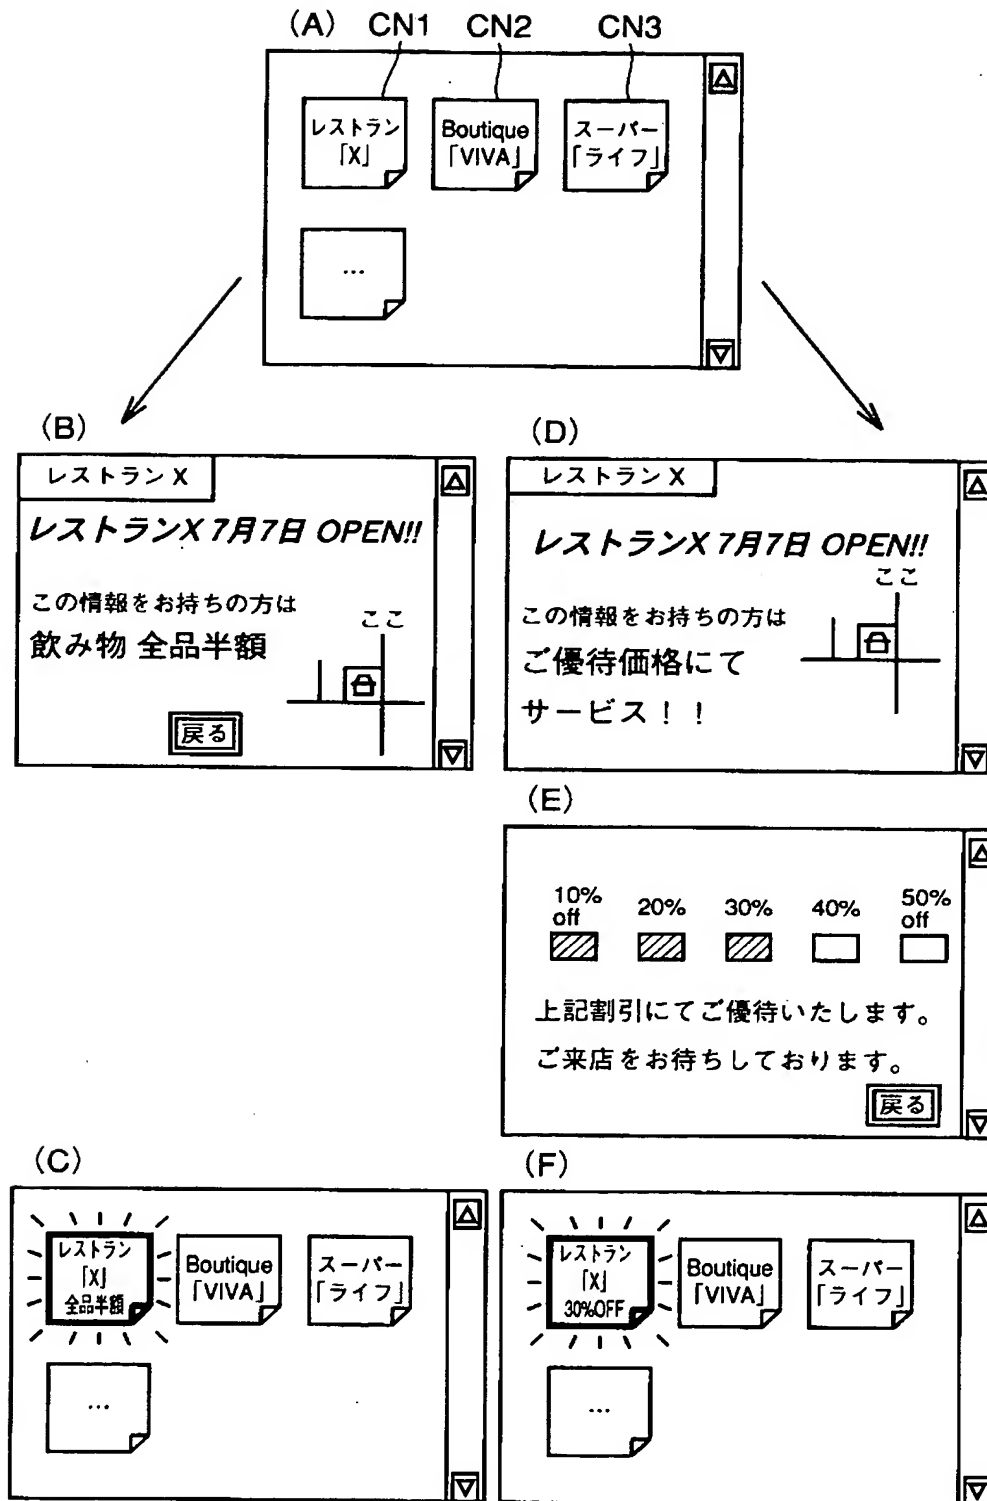 (A) CN1 CN2 CN3
レストラン
「X」
Boutique
「VIVA」
スーパー
「ライフ」
...
(B)
レストラン X
レストランX 7月7日 OPEN!!
この情報をお持ちの方は
ここ
飲み物 全品半額
戻る
(D)
レストラン X
レストランX 7月7日 OPEN!!
ここ
この情報をお持ちの方は
ご優待価格にて
サービス!!
(E)
10%
off
20%
30%
40%
50%
off
上記割引にてご優待いたします。
ご来店をお待ちしております。
戻る
(C)
レストラン
「X」
全品半額
Boutique
「VIVA」
スーパー
「ライフ」
...
(F)
レストラン
「X」
30%OFF
Boutique
「VIVA」
スーパー
「ライフ」
...